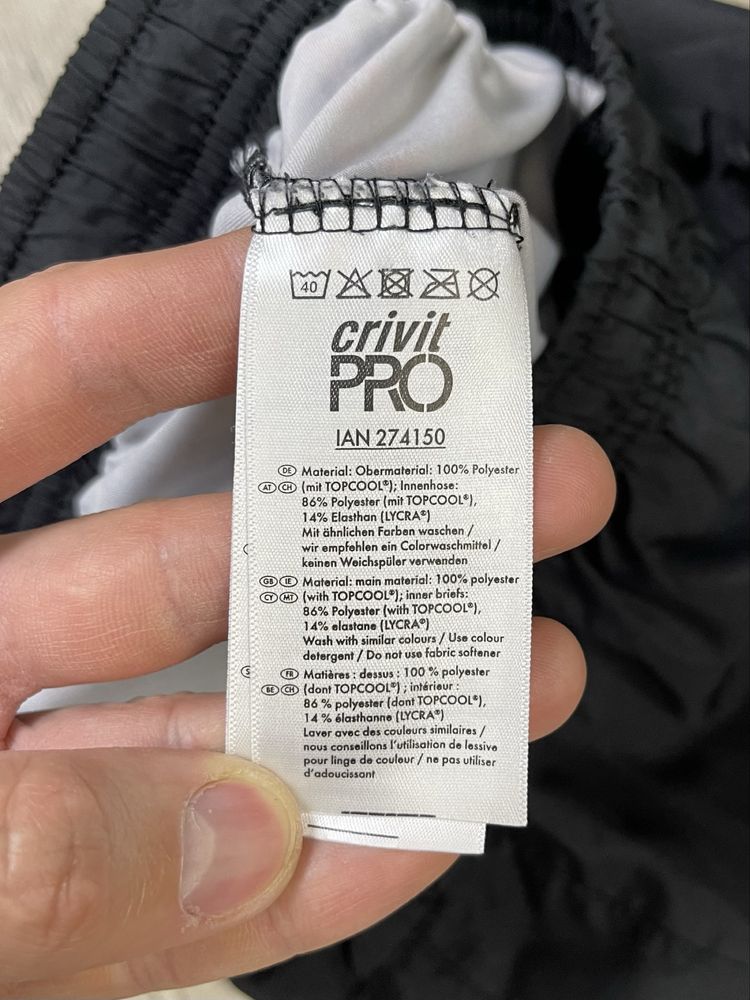 40
crivit
PRO
IAN 274150
DE Material: Obermaterial: 100% Polyester
AT CH (mit TOPCOOL®); Innenhose:
86% Polyester (mit TOPCOOL®),
14% Elasthan (LYCRA®)
Mit ähnlichen Farben waschen /
wir empfehlen ein Colorwaschmittel /
keinen Weichspüler verwenden
GB IE Material: main material: 100% polyester
CY MT (with TOPCOOL®); inner briefs:
86% Polyester (with TOPCOOL®),
14% elastane (LYCRA®)
Wash with similar colours / Use colour
detergent / Do not use fabric softener
FR Matières : dessus : 100 % polyester
BE CH (dont TOPCOOL®) ; intérieur :
86 % polyester (dont TOPCOOL®),
14 % élasthanne (LYCRA®)
Laver avec des couleurs similaires /
nous conseillons l'utilisation de lessive
pour linge de couleur / ne pas utiliser
d'adoucissant